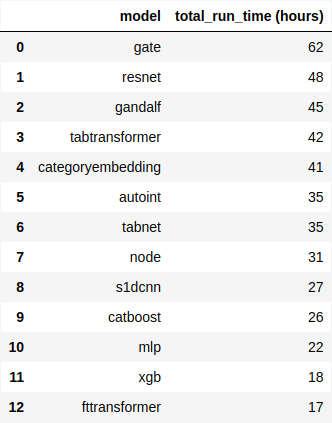 model total_run_time (hours)
0 gate 62
1 resnet 48
2 gandalf 45
3 tabtransformer 42
4 categoryembedding 41
5 autoint 35
6 tabnet 35
7 node 31
8 s1dcnn 27
9 catboost 26
10 mlp 22
11 xgb 18
12 fttransformer 17